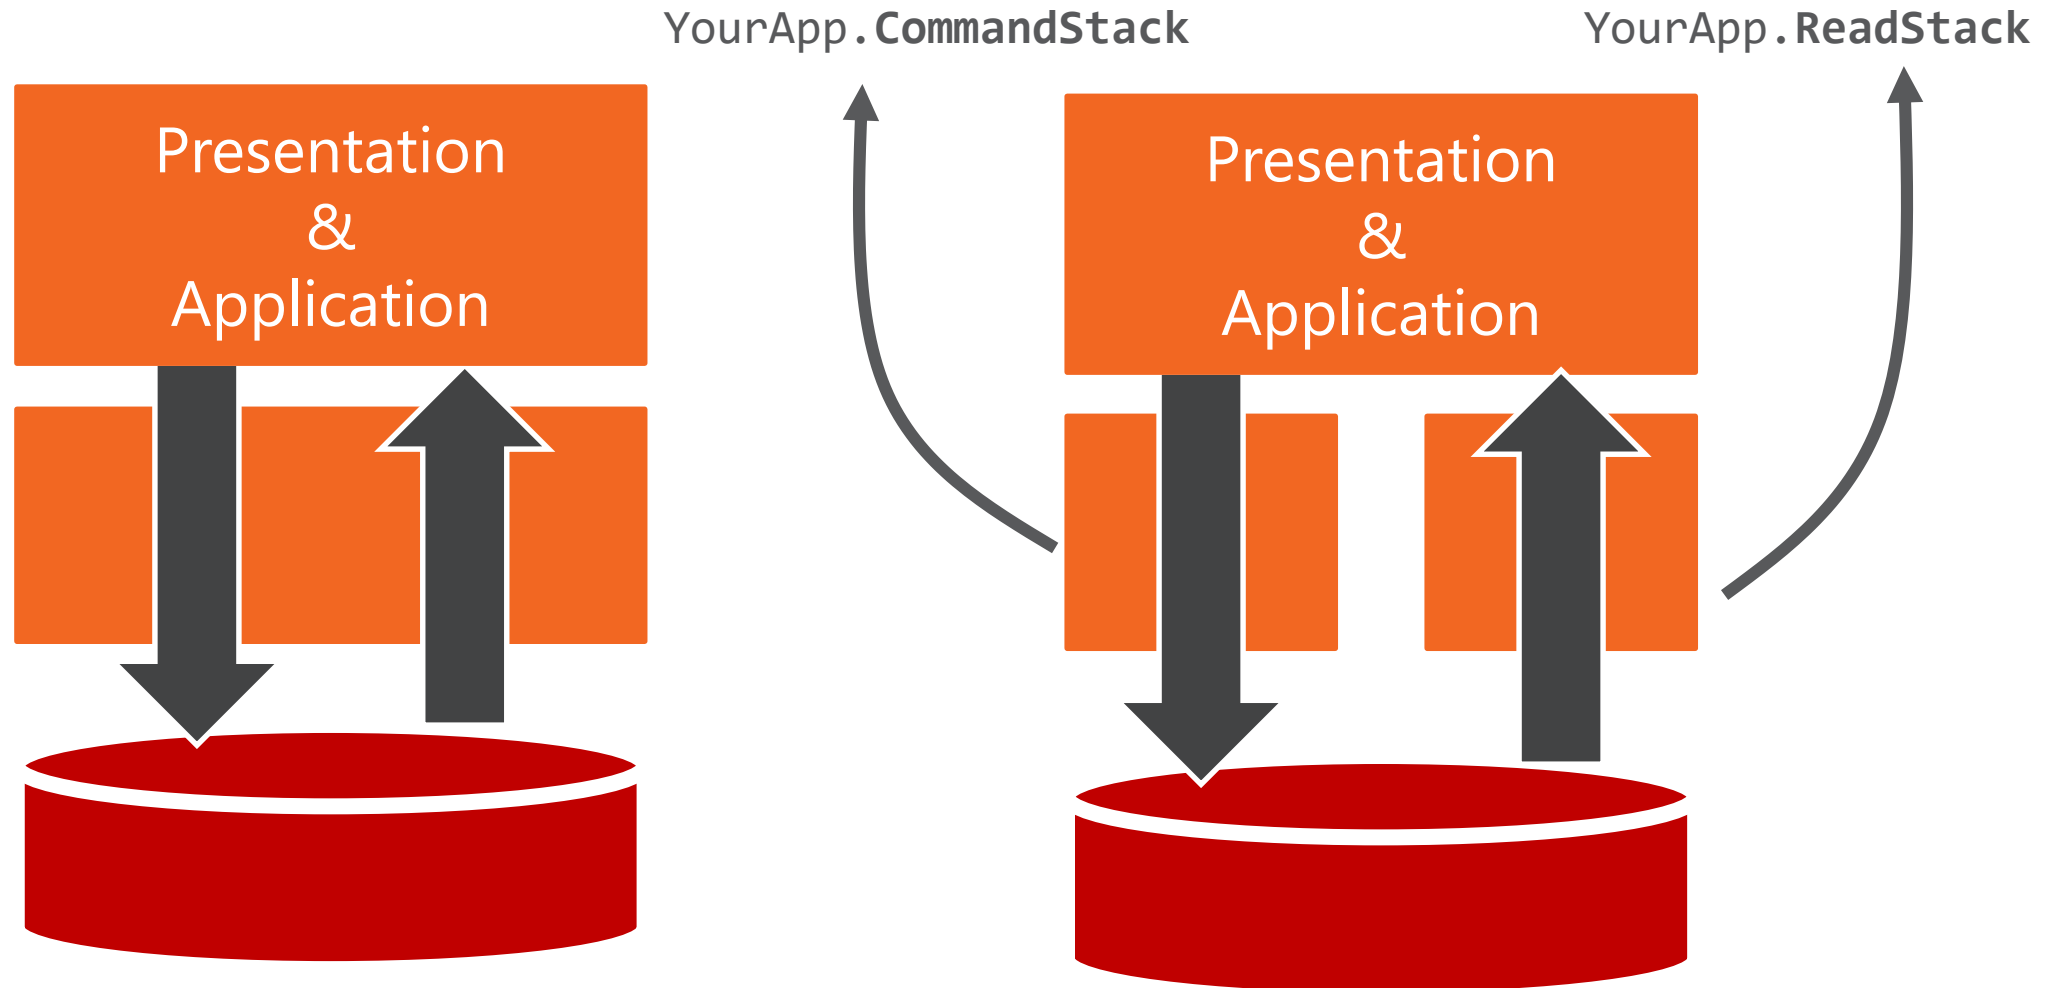 YourApp.CommandStack
YourApp.ReadStack
Presentation
&
Application
Presentation
&
Application